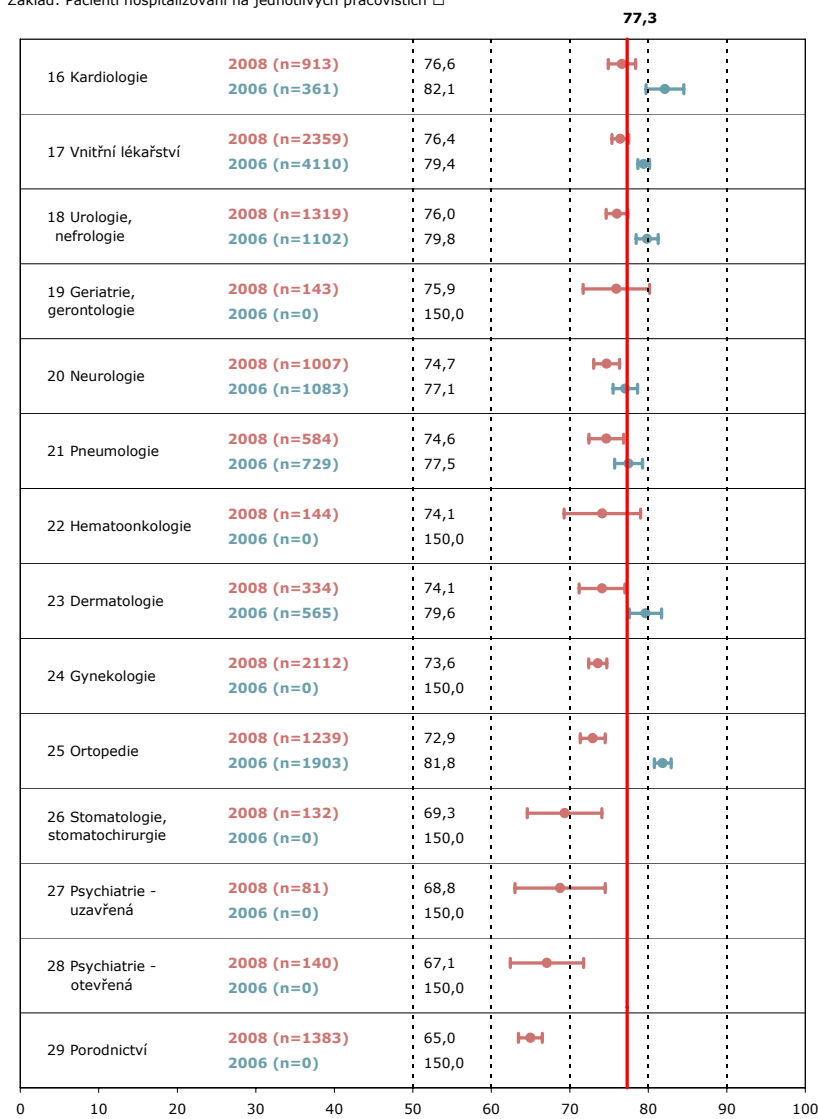 Základ: Pacienti hospitalizovaní na jednotlivých pracovištích □
77,3
16 Kardiologie
2008 (n=913) 76,6
2006 (n=361) 82,1
17 Vnitřní lékařství
2008 (n=2359) 76,4
2006 (n=4110) 79,4
18 Urologie,
nefrologie
2008 (n=1319) 76,0
2006 (n=1102) 79,8
19 Geriatrie,
gerontologie
2008 (n=143) 75,9
2006 (n=0) 150,0
20 Neurologie
2008 (n=1007) 74,7
2006 (n=1083) 77,1
21 Pneumologie
2008 (n=584) 74,6
2006 (n=729) 77,5
22 Hematoonkologie
2008 (n=144) 74,1
2006 (n=0) 150,0
23 Dermatologie
2008 (n=334) 74,1
2006 (n=565) 79,6
24 Gynekologie
2008 (n=2112) 73,6
2006 (n=0) 150,0
25 Ortopedie
2008 (n=1239) 72,9
2006 (n=1903) 81,8
26 Stomatologie,
stomatochirurgie
2008 (n=132) 69,3
2006 (n=0) 150,0
27 Psychiatrie -
uzavřená
2008 (n=81) 68,8
2006 (n=0) 150,0
28 Psychiatrie -
otevřená
2008 (n=140) 67,1
2006 (n=0) 150,0
29 Porodnictví
2008 (n=1383) 65,0
2006 (n=0) 150,0
0 10 20 30 40 50 60 70 80 90 100